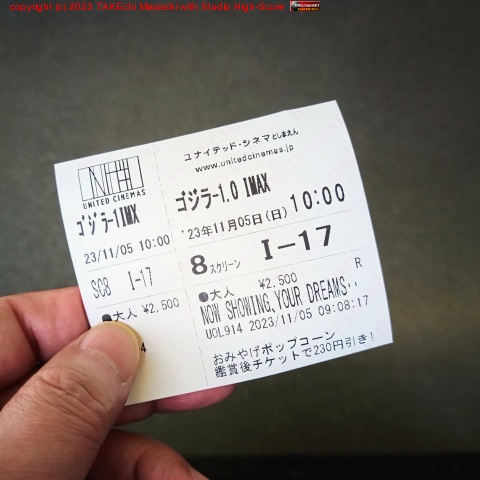 copyright (c) 2023 TAKEchi Masashi with Studio High-Score
UNITED CINEMAS
ゴジラ-1IMX
23/11/05 10:00
SC8 I-17
●大人 ¥2,500
4
ユナイテッド・シネマとしまえん
www.unitedcinemas.jp
ゴジラ-1.0 IMAX
'23年11月05日(日) 10:00
8スクリーン I-17
●大人 ¥2,500 R
NOW SHOWING,YOUR DREAMS..
UOL914 2023/11/05 09:08:17
おみやげポップコーン
鑑賞後チケットで230円引き!